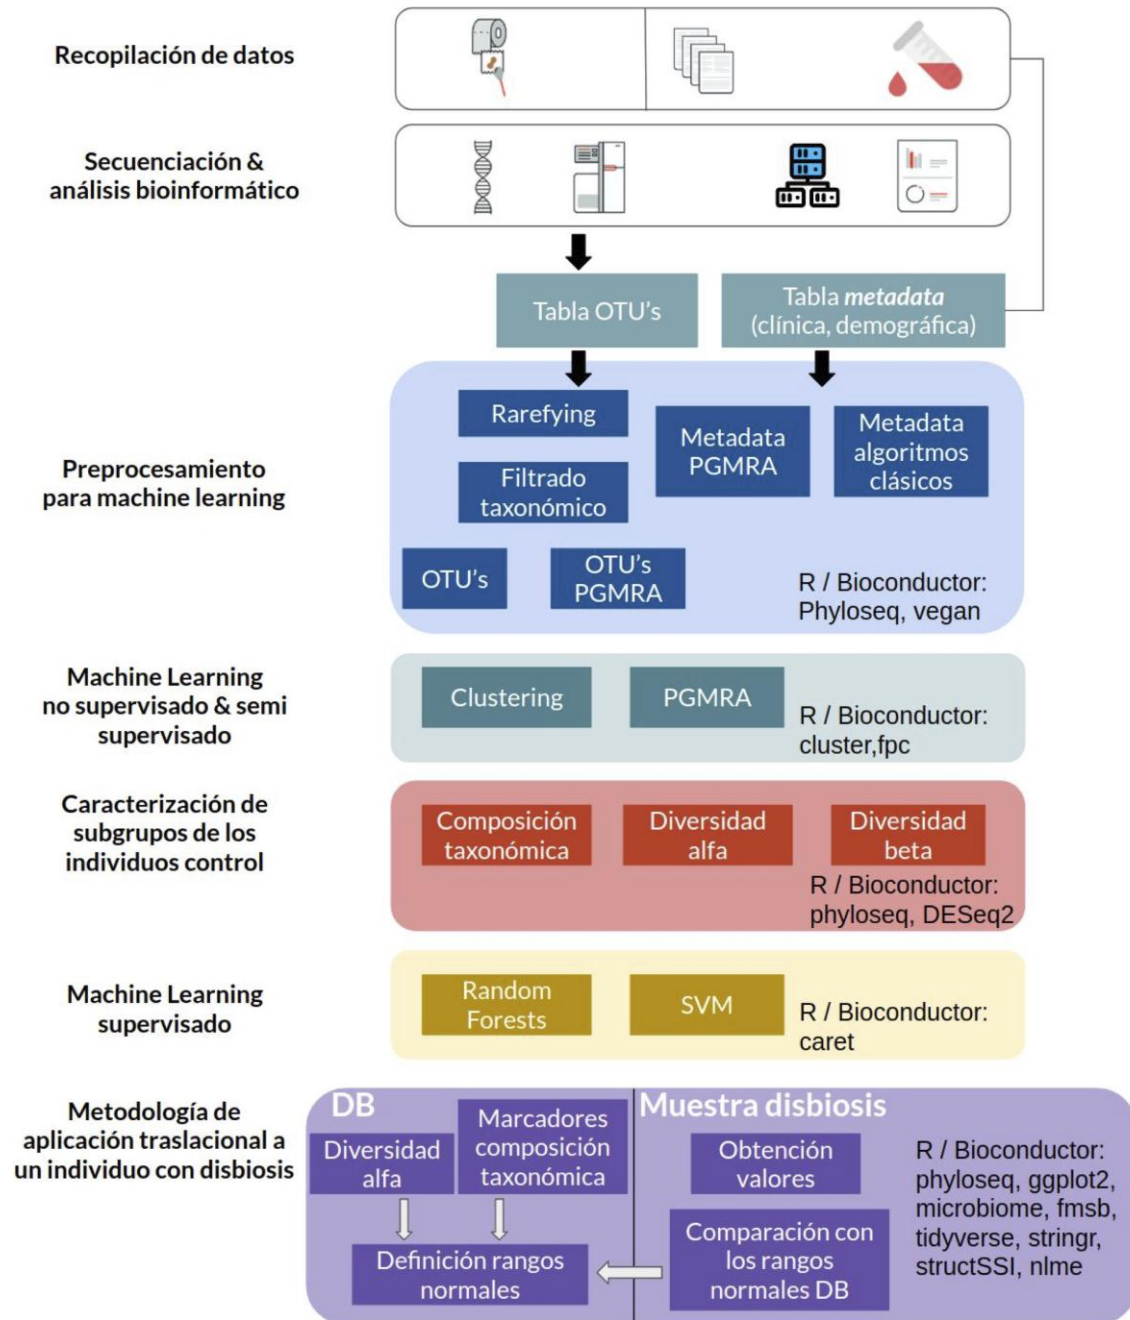 Recopilación de datos
Secuenciación &
análisis bioinformático
Tabla OTU's
Tabla metadata
(clínica, demográfica)
Preprocesamiento
para machine learning
Rarefying
Filtrado
taxonómico
Metadata
PGMRA
Metadata
algoritmos
clásicos
OTU's
OTU's
PGMRA
R / Bioconductor:
Phyloseq, vegan
Machine Learning
no supervisado & semi
supervisado
Clustering
PGMRA
R / Bioconductor:
cluster,fpc
Caracterización de
subgrupos de los
individuos control
Composición
taxonómica
Diversidad
alfa
Diversidad
beta
R / Bioconductor:
phyloseq, DESeq2
Machine Learning
supervisado
Random
Forests
SVM
R / Bioconductor:
caret
Metodología de
aplicación traslacional a
un individuo con disbiosis
DB
Diversidad
alfa
Marcadores
composición
taxonómica
Definición rangos
normales
Muestra disbiosis
Obtención
valores
Comparación con
los rangos
normales DB
R / Bioconductor:
phyloseq, ggplot2,
microbiome, fmsb,
tidyverse, stringr,
structSSI, nlme